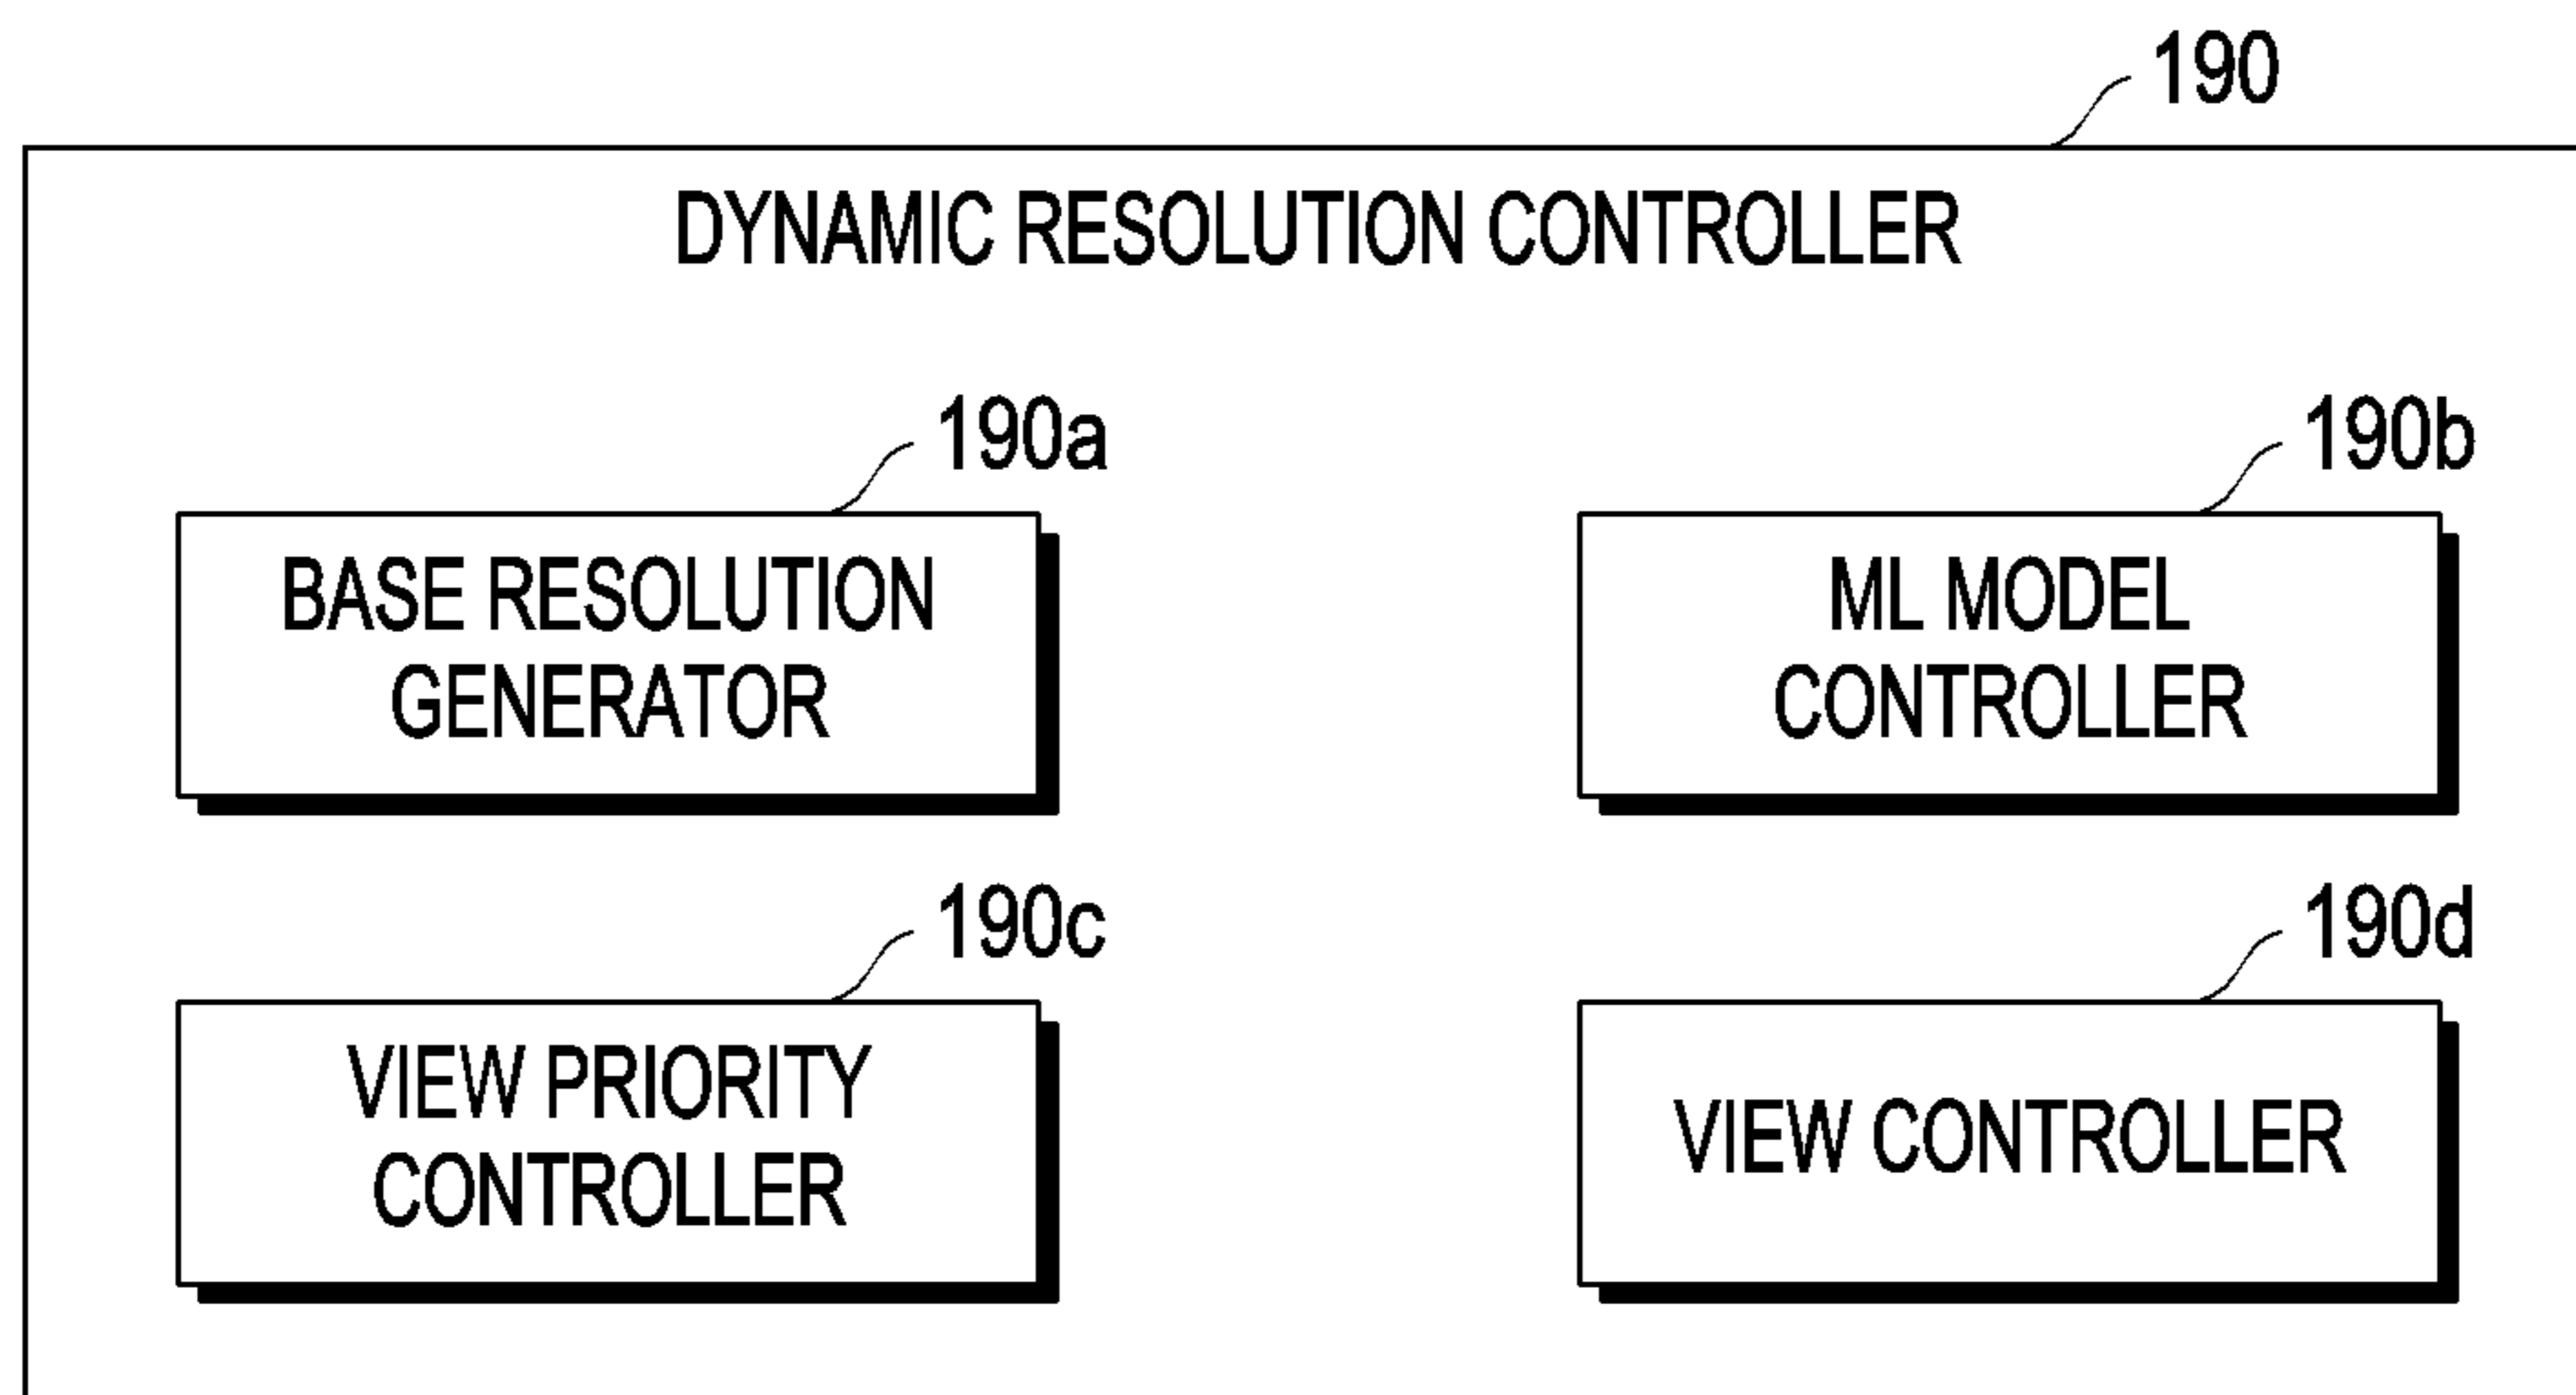 190
DYNAMIC RESOLUTION CONTROLLER
190a
BASE RESOLUTION
GENERATOR
190b
ML MODEL
CONTROLLER
190c
VIEW PRIORITY
CONTROLLER
190d
VIEW CONTROLLER